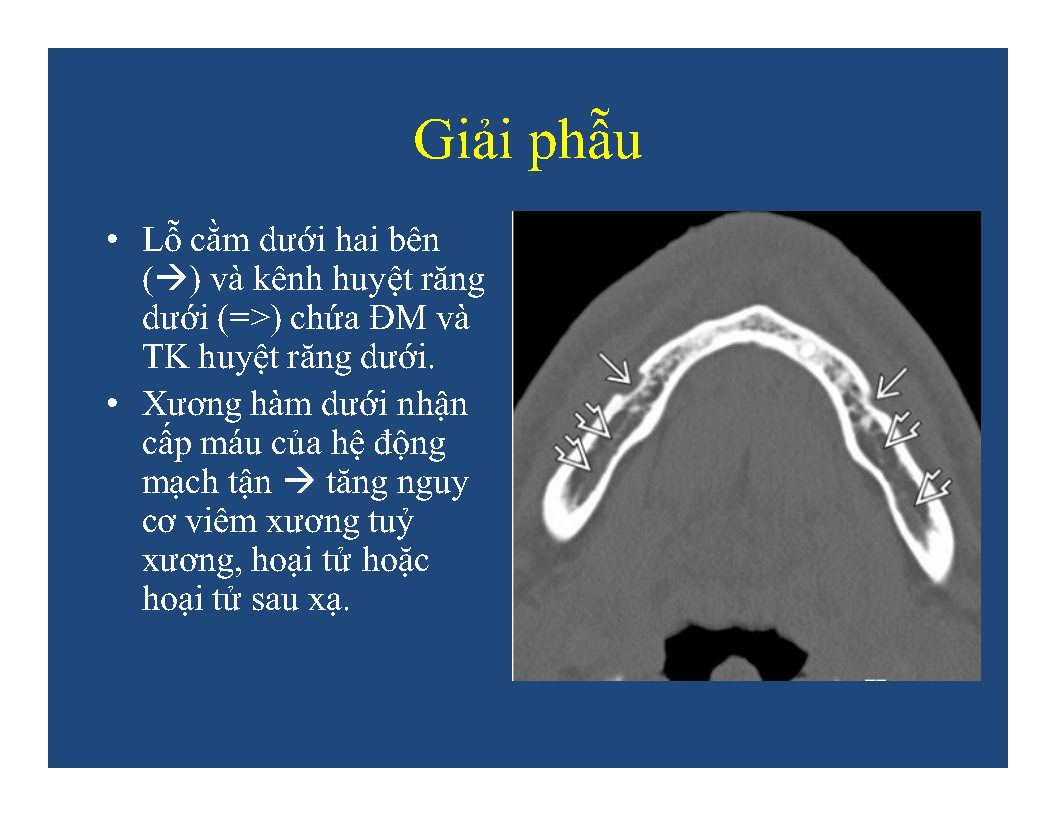 Giải phẫu
• Lỗ cằm dưới hai bên
(→) và kênh huyệt răng
dưới (=>) chứa ĐM và
TK huyệt răng dưới.
• Xương hàm dưới nhận
cấp máu của hệ động
mạch tận → tăng nguy
cơ viêm xương tuỷ
xương, hoại tử hoặc
hoại tử sau xạ.